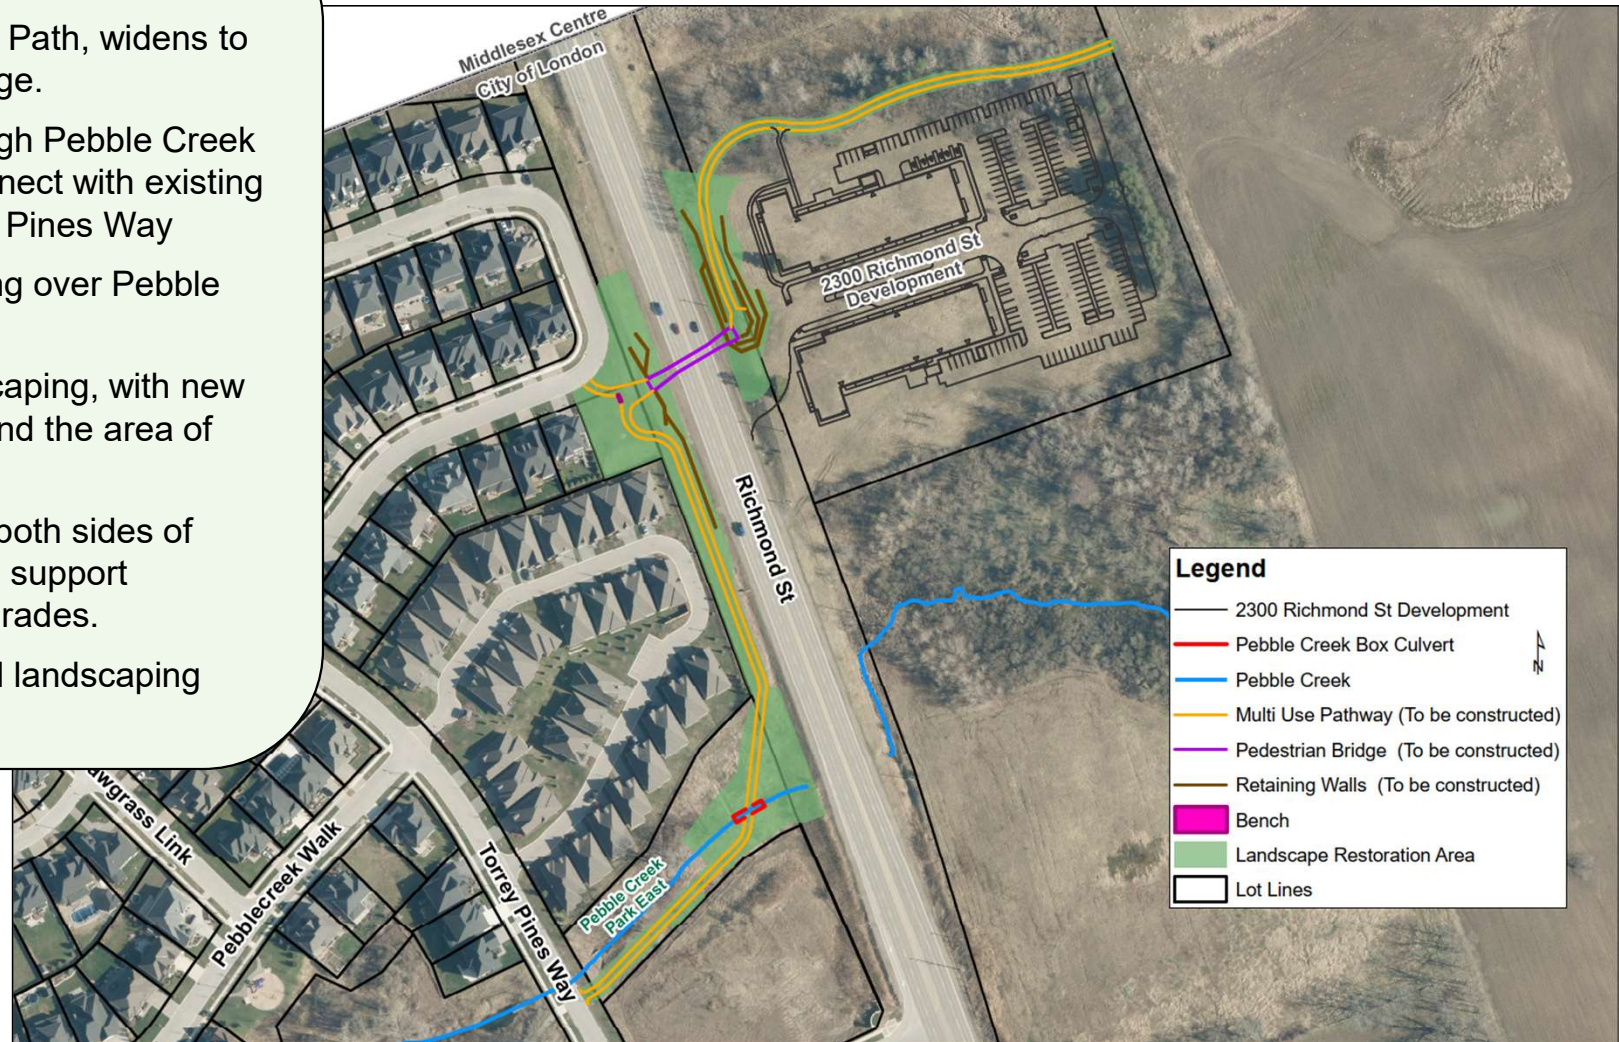 Path, widens to
ge.
gh Pebble Creek
nect with existing
Pines Way
ng over Pebble
caping, with new
nd the area of
both sides of
support
rades.
landscaping
Middlesex Centre
City of London
2300 Richmond St
Development
Richmond St
Legend
2300 Richmond St Development
Pebble Creek Box Culvert
Pebble Creek
Multi Use Pathway (To be constructed)
Pedestrian Bridge (To be constructed)
Retaining Walls (To be constructed)
Bench
Landscape Restoration Area
Lot Lines
N
awgrass Link
Pebblecreek Walk
Torrey Pines Way
Pebble Creek
Park East